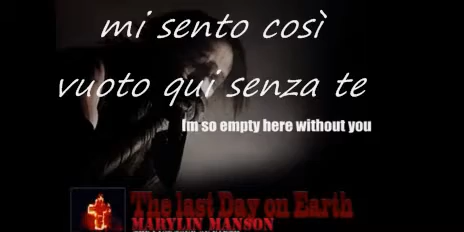 mi sento così
vuoto qui senza te
Im so empty here without you
The last Day on Earth
MARYLIN MANSON